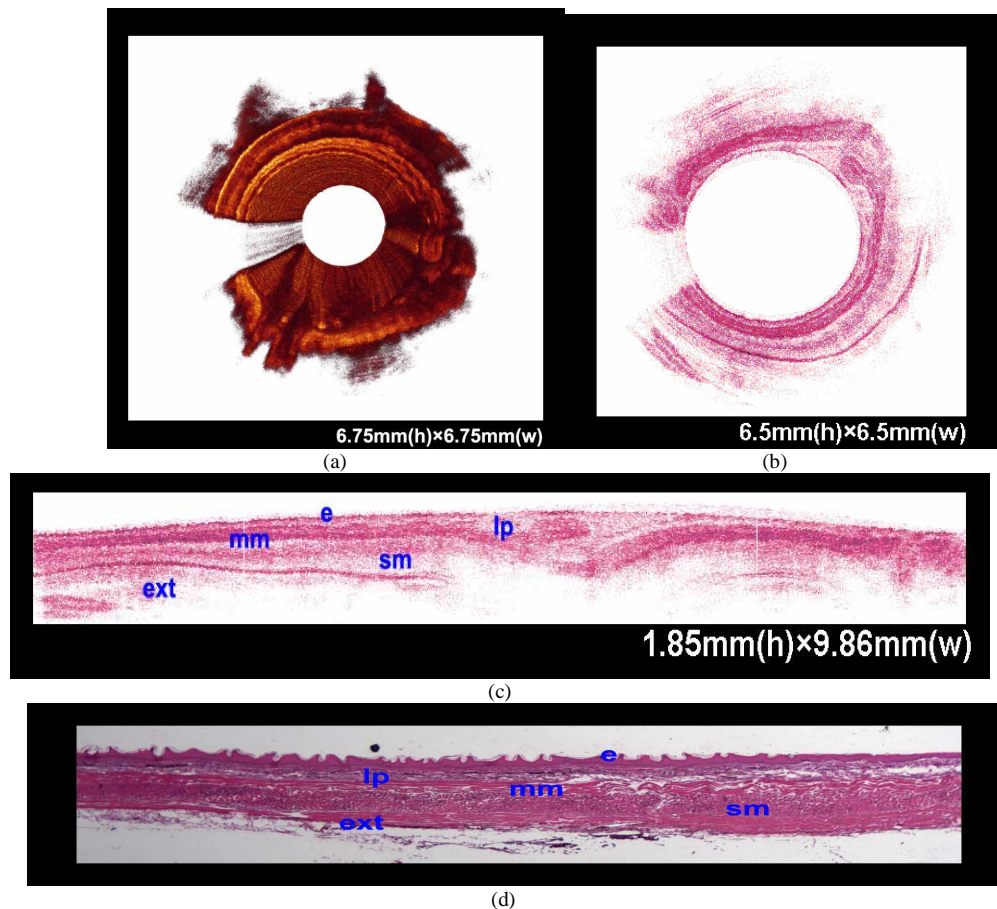 6.75mm(h)×6.75mm(w)
6.5mm(h)×6.5mm(w)
(a)
(b)
e
lp
mm
sm
ext
1.85mm(h)×9.86mm(w)
(c)
e
lp
mm
sm
ext
(d)